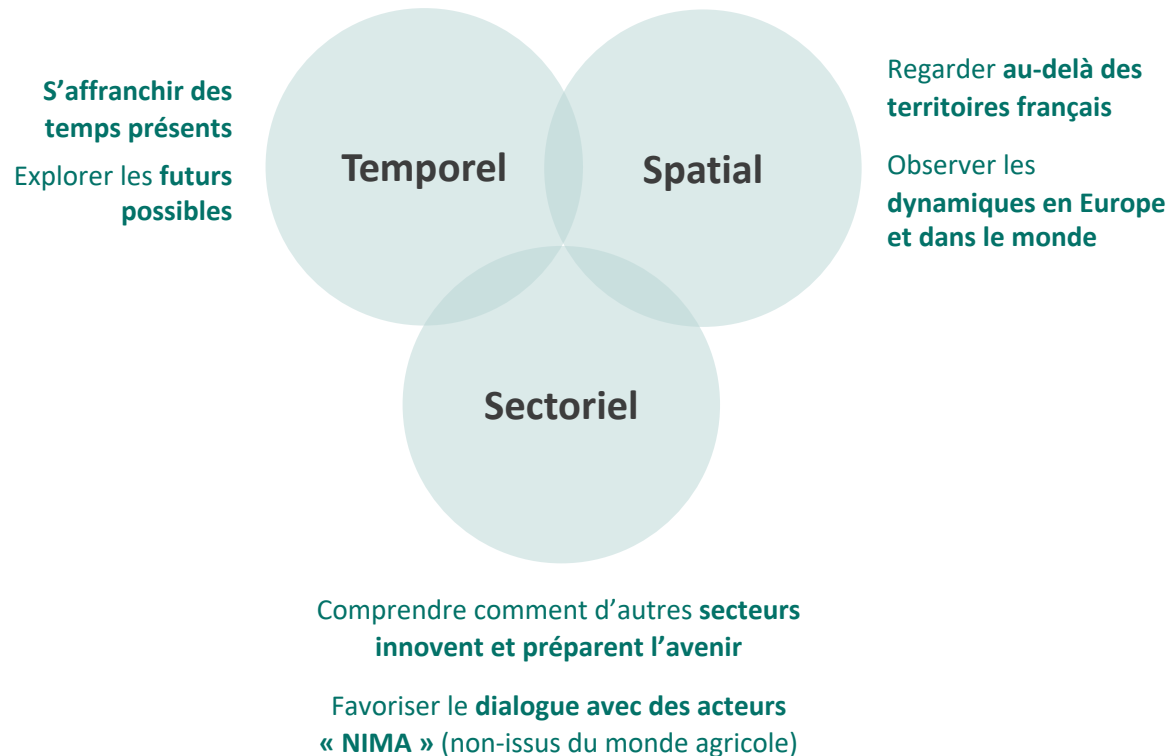 S’affranchir des
temps présents
Explorer les futurs
possibles
Temporel
Spatial
Regarder au-delà des
territoires français
Observer les
dynamiques en Europe
et dans le monde
Sectoriel
Comprendre comment d’autres secteurs
innovent et préparent l’avenir
Favoriser le dialogue avec des acteurs
« NIMA » (non-issus du monde agricole)